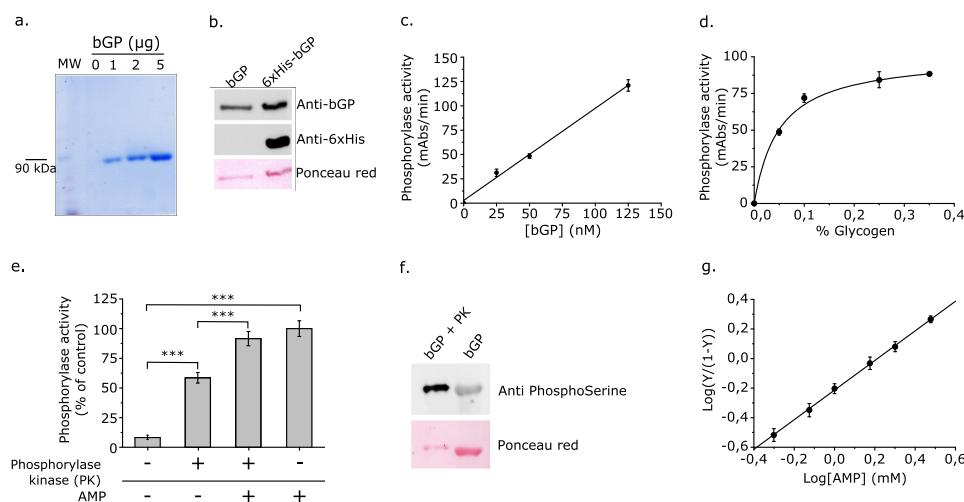 a.
bGP (µg)
MW 0 1 2 5
90 kDa
b.
bGP 6xHis-bGP
Anti-bGP
Anti-6xHis
Ponceau red
c.
Phosphorylase activity
(mAbs/min)
150
125
100
75
50
25
0
0 25 50 75 100 125 150
[bGP] (nM)
d.
Phosphorylase activity
(mAbs/min)
100
75
50
25
0
0,0 0,1 0,2 0,3 0,4
% Glycogen
e.
Phosphorylase activity
(% of control)
125
100
75
50
25
0
***
*** ***
Phosphorylase
kinase (PK) - + + -
AMP - - + +
f.
bGP + PK bGP
Anti PhosphoSerine
Ponceau red
g.
Log(Y/(1-Y))
0,4
0,2
0,0
-0,2
-0,4
-0,6
-0,4 -0,2 0,0 0,2 0,4 0,6
Log[AMP] (mM)